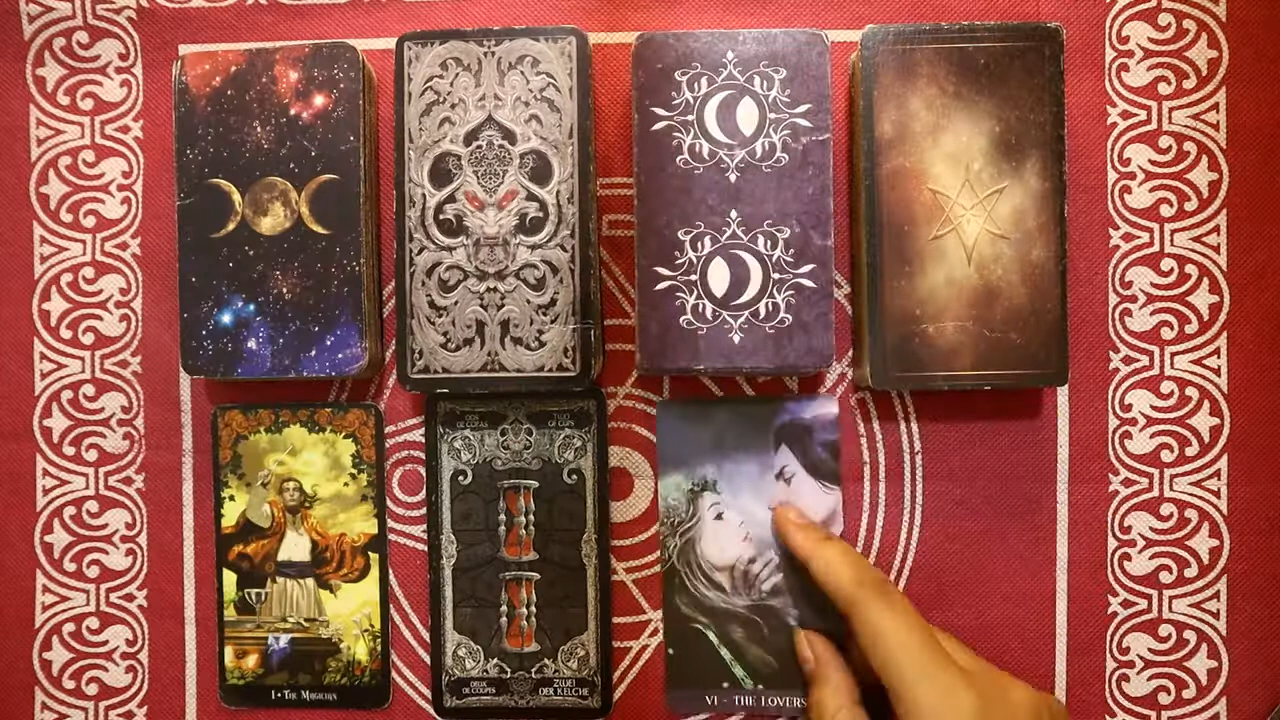 I • THE MAGICIAN
DOS
DE COPAS
TWO
OF CUPS
DEUX
DE COUPES
ZWEI
DER KELCHE
VI - THE LOVERS